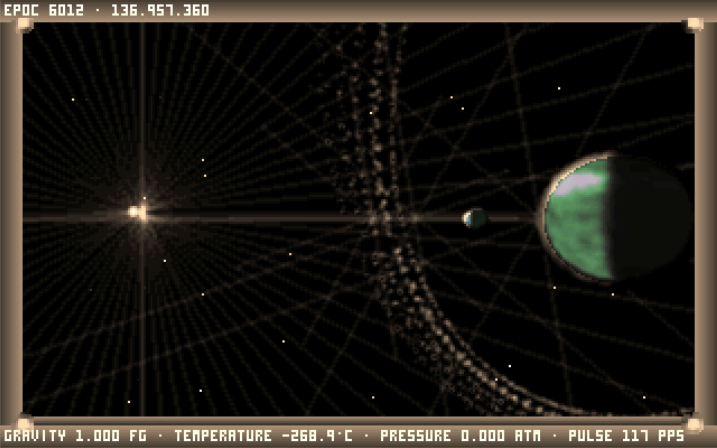 EPOC 6012 · 136.957.360
GRAVITY 1.000 FG · TEMPERATURE -268.9°C · PRESSURE 0.000 ATM · PULSE 117 PPS